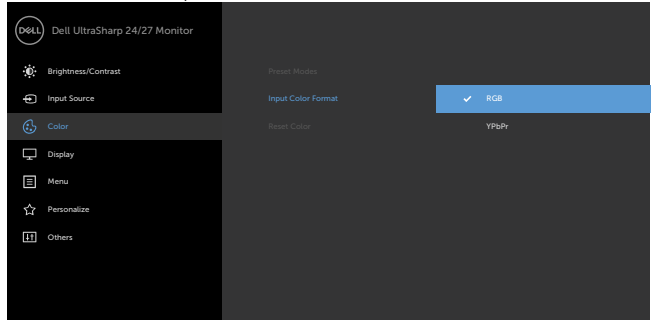 DELL Dell UltraSharp 24/27 Monitor
Brightness/Contrast Preset Modes
Input Source Input Color Format RGB
Color Reset Color YPbPr
Display
Menu
Personalize
Others